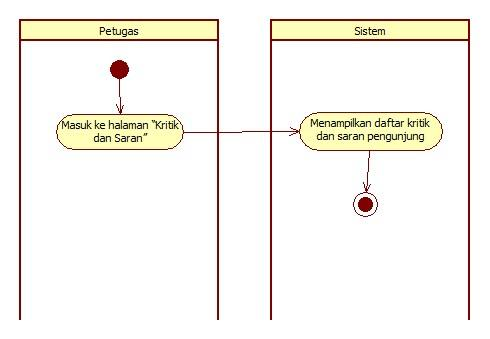 Petugas
Sistem
Masuk ke halaman "Kritik
dan Saran"
Menampilkan daftar kritik
dan saran pengunjung